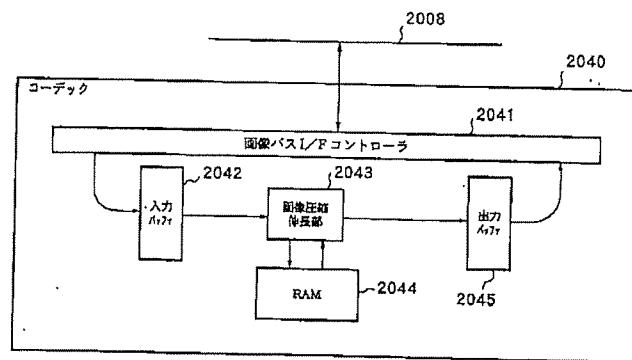 2008
2040
コーデック
2041
画像バスI/Fコントローラ
2042
入力
バッファ
2043
画像圧縮
伸長部
出力
バッファ
RAM
2044
2045